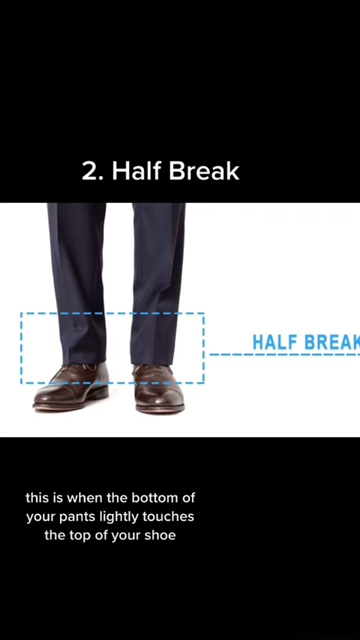 2. Half Break
HALF BREAK
this is when the bottom of
your pants lightly touches
the top of your shoe